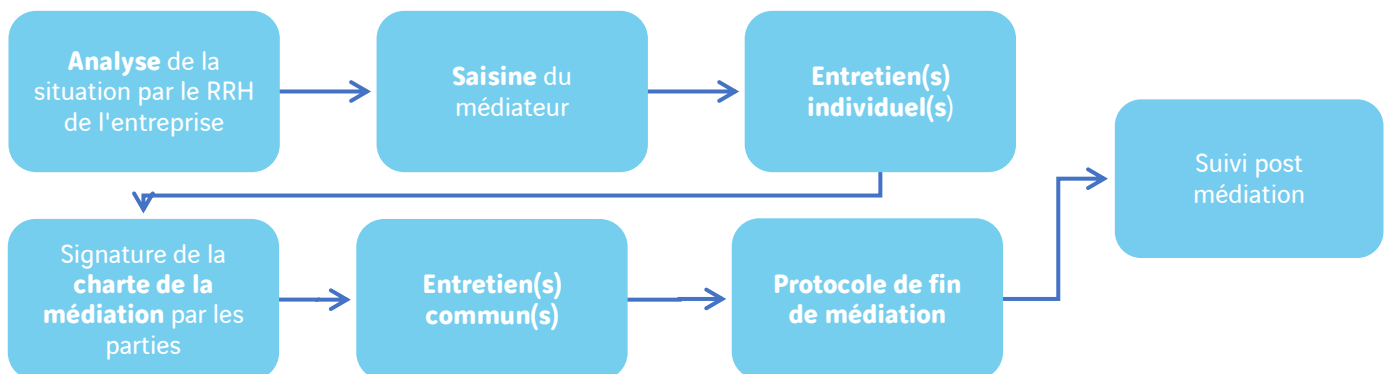 Analyse de la
situation par le RRH
de l'entreprise
Saisine du
médiateur
Entretien(s)
individuel(s)
Signature de la
charte de la
médiation par les
parties
Entretien(s)
commun(s)
Protocole de fin
de médiation
Suivi post
médiation